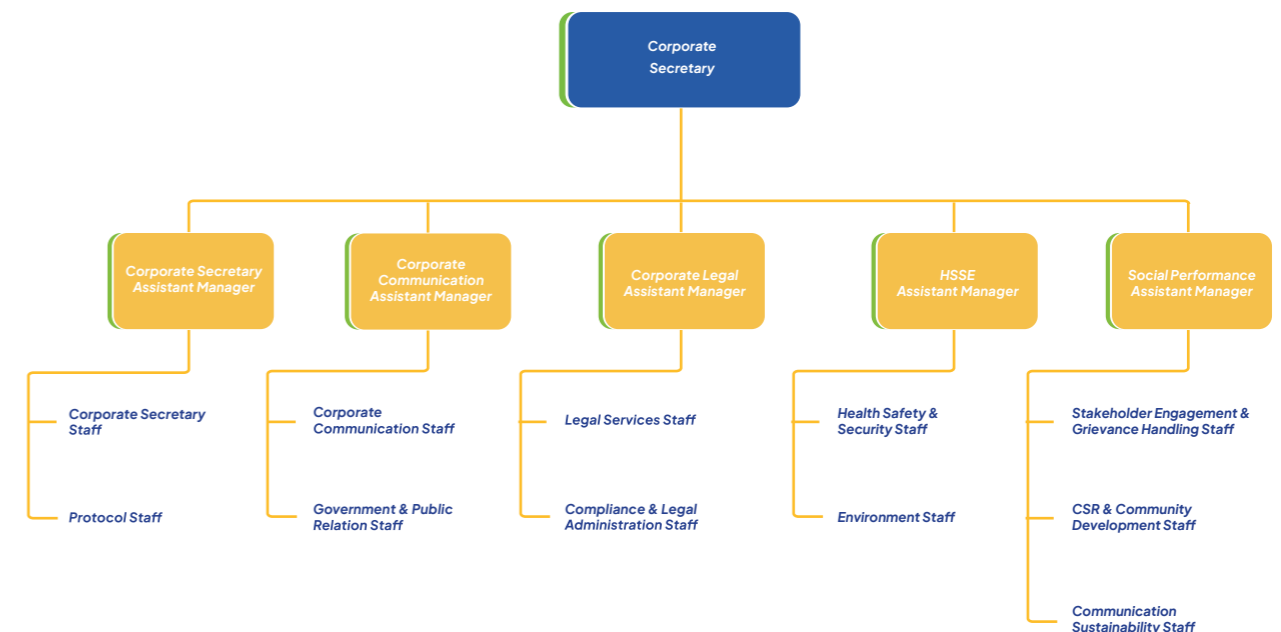 Corporate
Secretary
Corporate Secretary
Assistant Manager
Corporate
Communication
Assistant Manager
Corporate Legal
Assistant Manager
HSSE
Assistant Manager
Social Performance
Assistant Manager
Corporate Secretary
Staff
Protocol Staff
Corporate
Communication Staff
Government & Public
Relation Staff
Legal Services Staff
Compliance & Legal
Administration Staff
Health Safety &
Security Staff
Environment Staff
Stakeholder Engagement &
Grievance Handling Staff
CSR & Community
Development Staff
Communication
Sustainability Staff